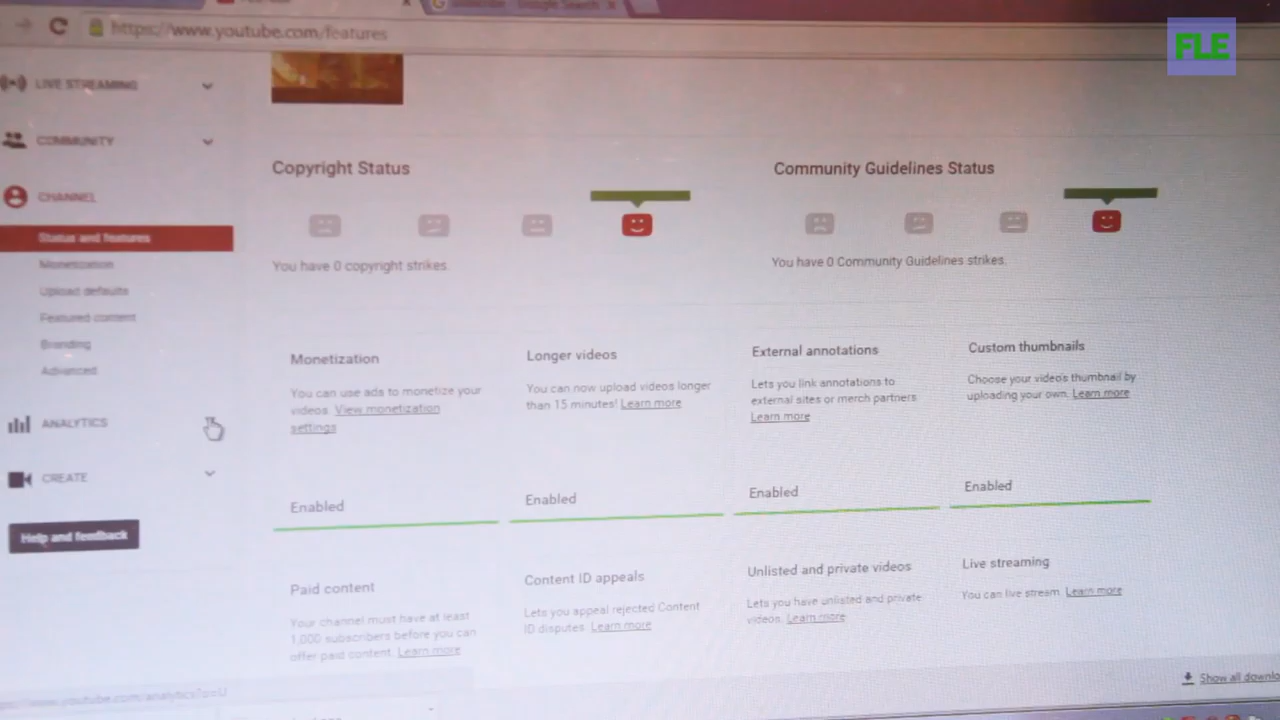 https://www.youtube.com/features
FLE
LIVE STREAMING
COMMUNITY
CHANNEL
Status and features
Monetization
Upload defaults
Featured content
Branding
Advanced
ANALYTICS
CREATE
Help and feedback
Copyright Status
You have 0 copyright strikes.
Community Guidelines Status
You have 0 Community Guidelines strikes.
Monetization
You can use ads to monetize your
videos. View monetization
settings
Enabled
Longer videos
You can now upload videos longer
than 15 minutes! Learn more
Enabled
External annotations
Lets you link annotations to
external sites or merch partners.
Learn more
Enabled
Custom thumbnails
Choose your video's thumbnail by
uploading your own. Learn more
Enabled
Paid content
Your channel must have at least
1,000 subscribers before you can
offer paid content. Learn more
Content ID appeals
Lets you appeal rejected Content
ID disputes. Learn more
Unlisted and private videos
Lets you have unlisted and private
videos. Learn more
Live streaming
You can live stream. Learn more
Show all downlo